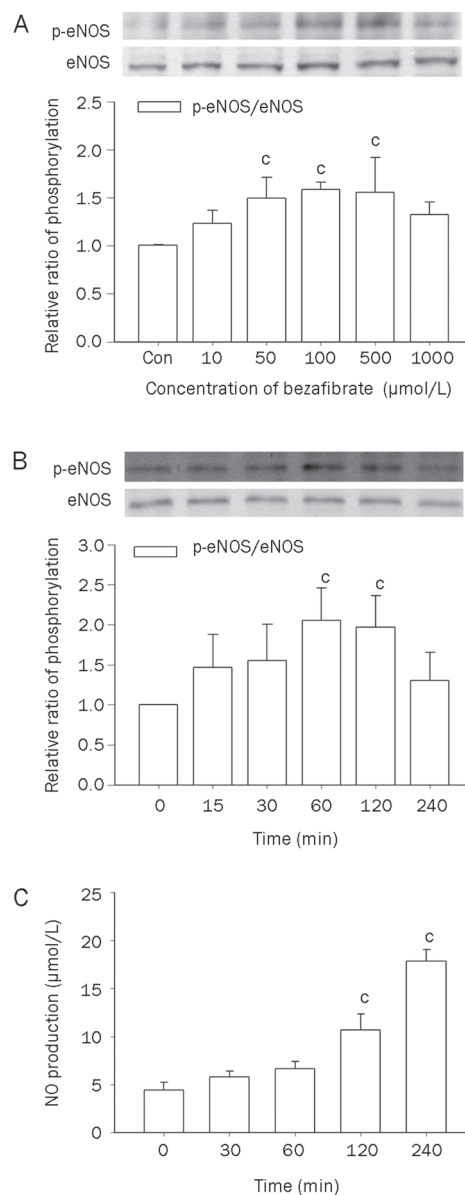 A
p-eNOS
eNOS
p-eNOS/eNOS
Relative ratio of phosphorylation
2.5
2.0
1.5
1.0
0.5
0.0
c c c
Con 10 50 100 500 1000
Concentration of bezafibrate (µmol/L)
B
p-eNOS
eNOS
p-eNOS/eNOS
Relative ratio of phosphorylation
3.0
2.5
2.0
1.5
1.0
0.5
0.0
c c
0 15 30 60 120 240
Time (min)
C
NO production (µmol/L)
25
20
15
10
5
0
c c
0 30 60 120 240
Time (min)